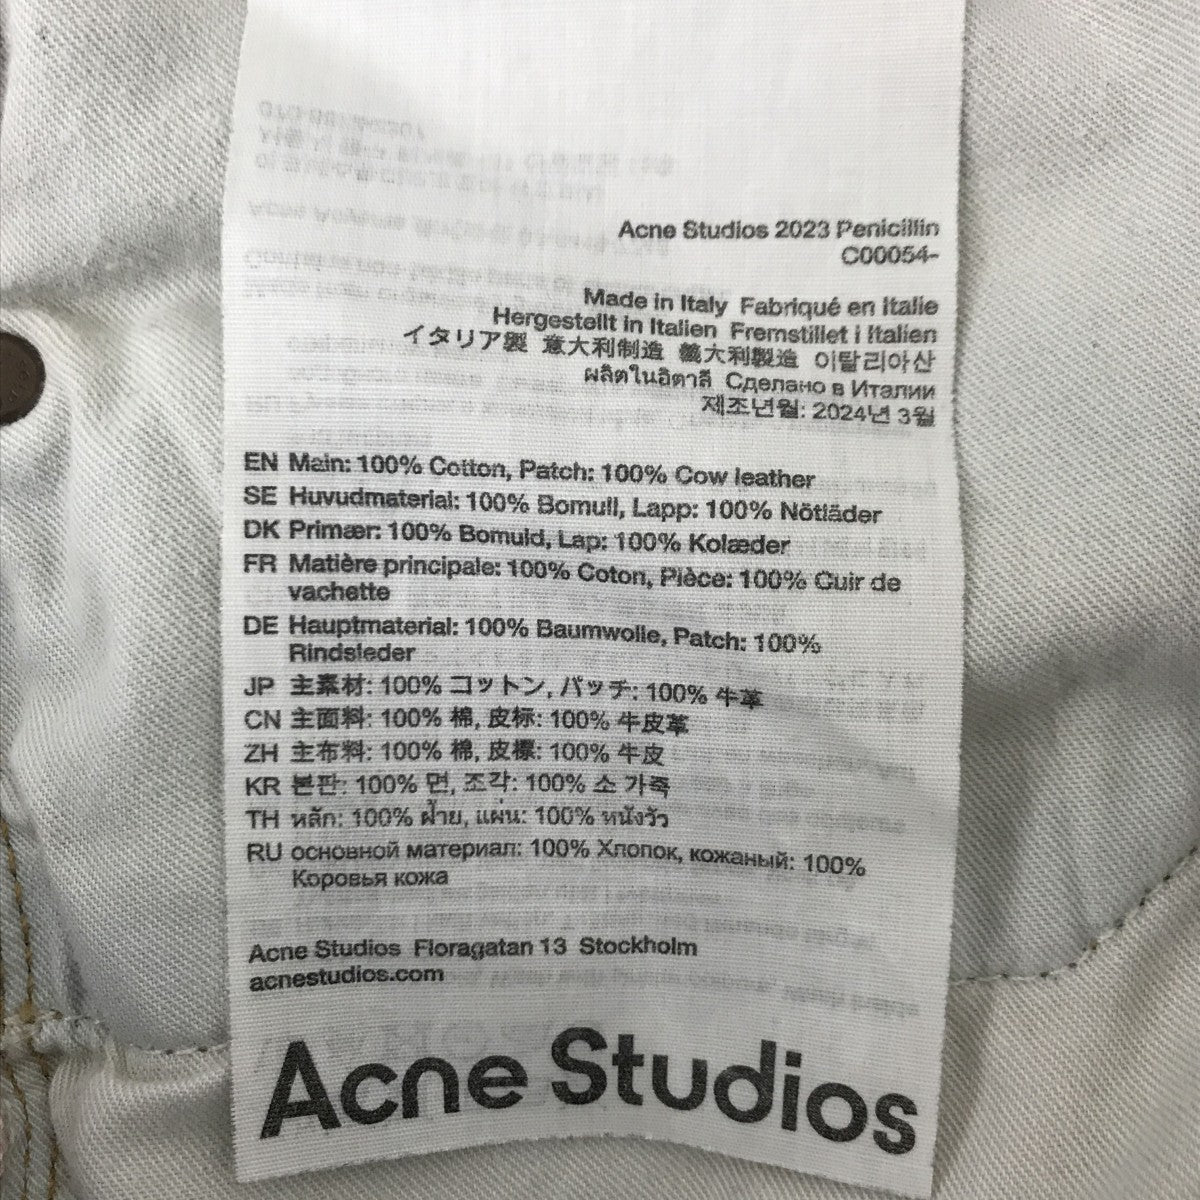 Acne Studios 2023 Penicillin
C00054-
Made in Italy Fabriqué en Italie
Hergestellt in Italien Fremstillet i Italien
イタリア製 意大利制造 義大利製造 이탈리아산
ผลิตในอิตาลี Сделано в Италии
제조년월: 2024년 3월
EN Main: 100% Cotton, Patch: 100% Cow leather
SE Huvudmaterial: 100% Bomull, Lapp: 100% Nötläder
DK Primær: 100% Bomuld, Lap: 100% Kolæder
FR Matière principale: 100% Coton, Pièce: 100% Cuir de
vachette
DE Hauptmaterial: 100% Baumwolle, Patch: 100%
Rindsleder
JP 主素材: 100% コットン, パッチ: 100% 牛革
CN 主面料: 100% 棉, 皮标: 100% 牛皮革
ZH 主布料: 100% 棉, 皮標: 100% 牛皮
KR 본판: 100% 면, 조각: 100% 소 가죽
TH หลัก: 100% ฝ้าย, แผ่น: 100% หนังวัว
RU основной материал: 100% Хлопок, кожаный: 100%
Коровья кожа
Acne Studios Floragatan 13 Stockholm
acnestudios.com
Acne Studios